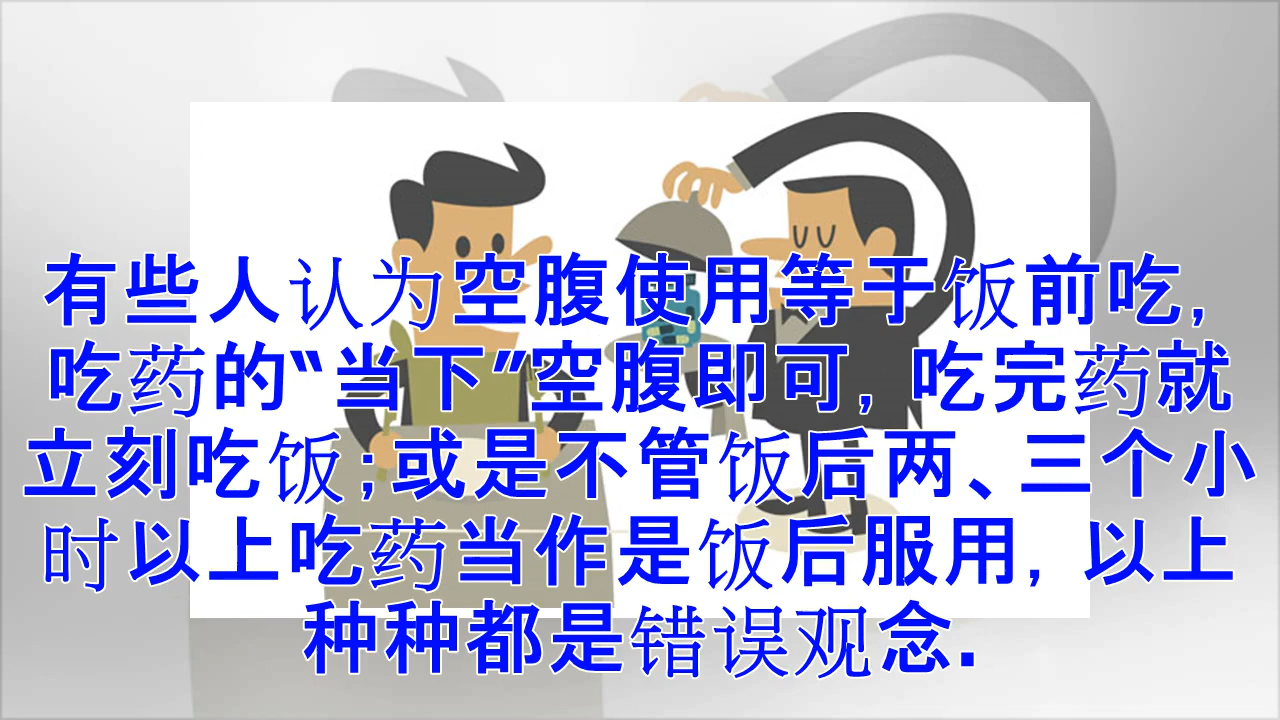 有些人认为空腹使用等于饭前吃,
吃药的“当下”空腹即可, 吃完药就
立刻吃饭;或是不管饭后两、三个小
时以上吃药当作是饭后服用, 以上
种种都是错误观念.